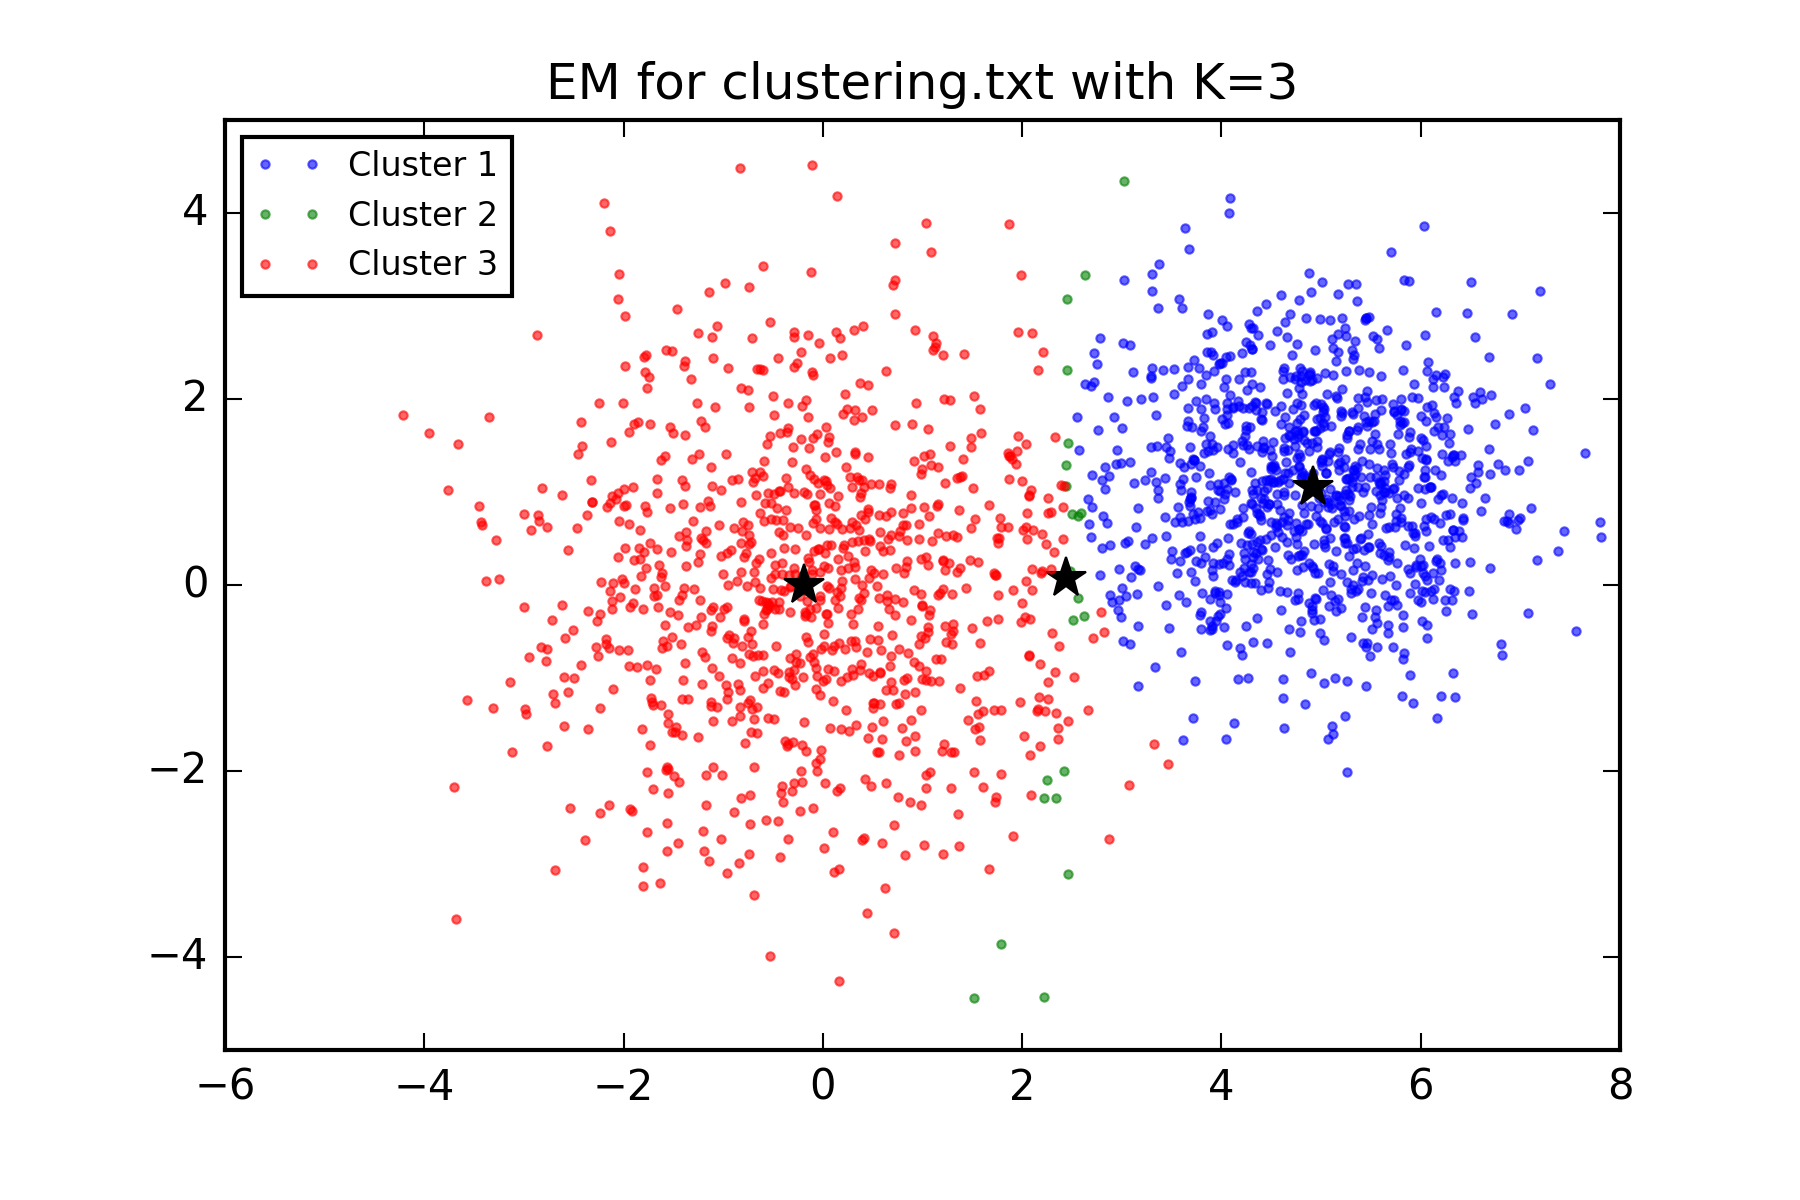 EM for clustering.txt with K=3
Cluster 1
Cluster 2
Cluster 3
4
2
0
−2
−4
−6 −4 −2 0 2 4 6 8